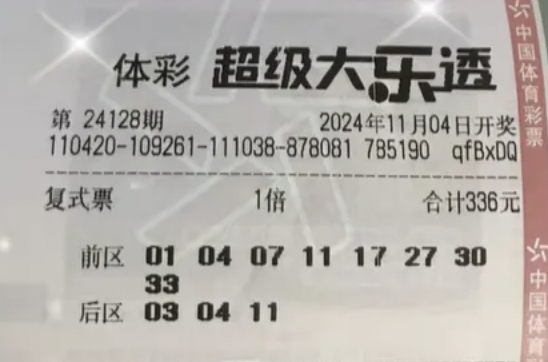 体彩 超级大乐透
第 24128期 2024年11月04日开奖
110420-109261-111038-878081 785190 qfBxDQ
复式票 1倍 合计336元
前区 01 04 07 11 17 27 30
33
后区 03 04 11
中国体育彩票
中国体育